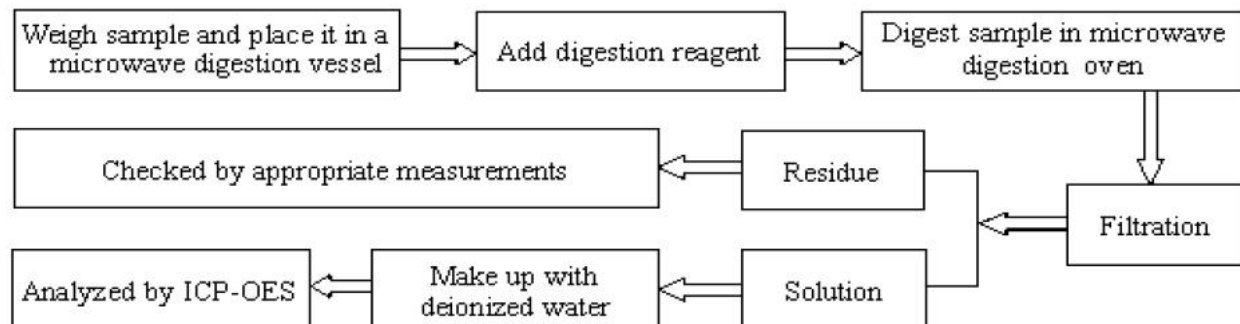 Weigh sample and place it in a
microwave digestion vessel
Add digestion reagent
Digest sample in microwave
digestion oven
Filtration
Residue
Checked by appropriate measurements
Solution
Make up with
deionized water
Analyzed by ICP-OES